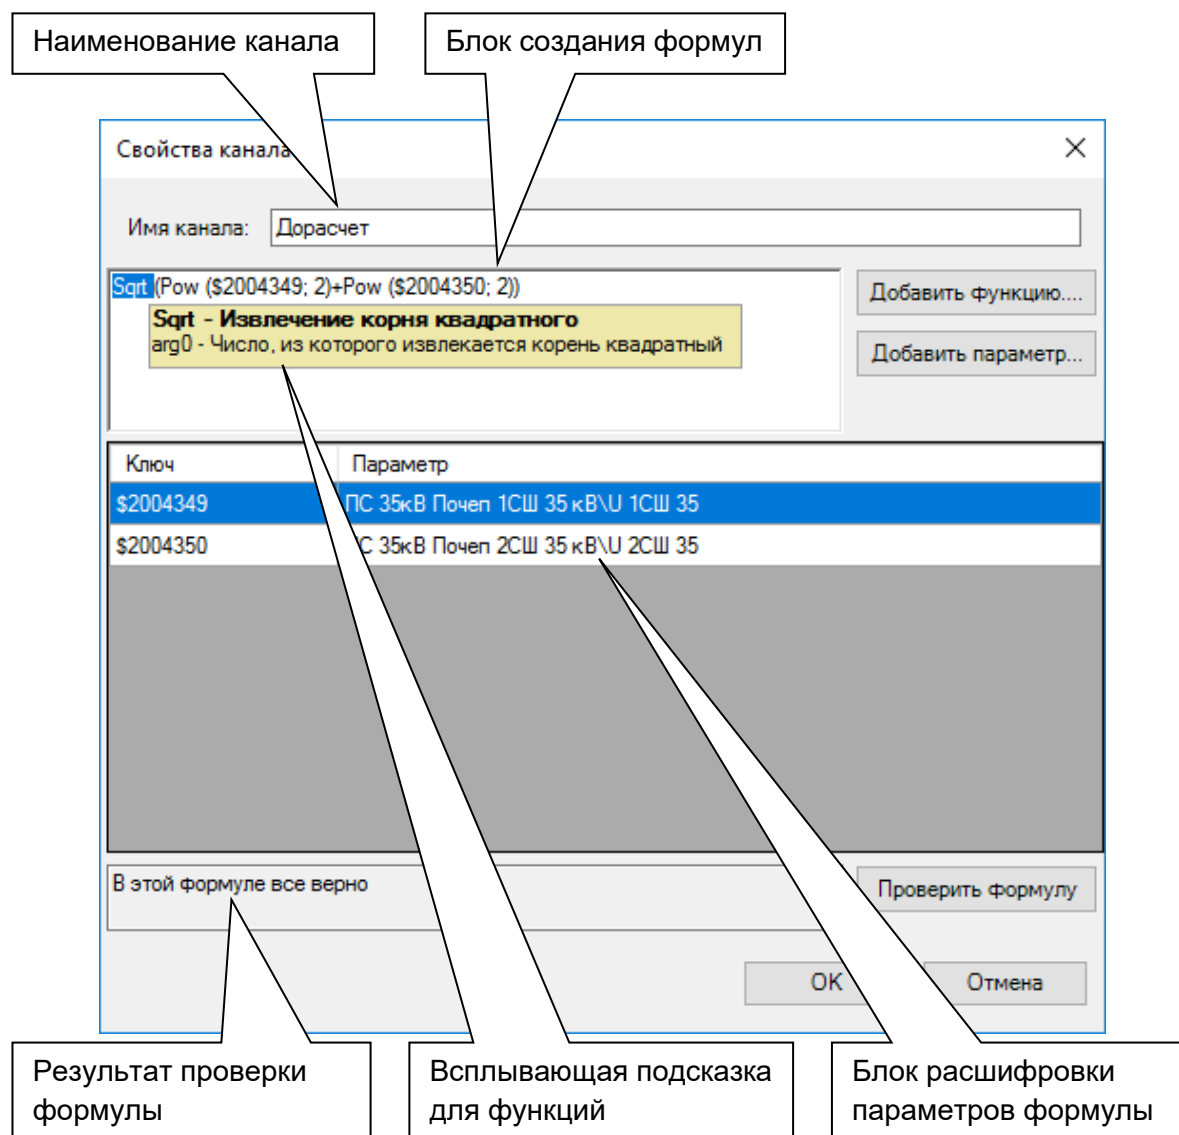 Наименование канала
Блок создания формул
Свойства канала
Имя канала:
Дорасчет
Sqrt (Pow ($2004349; 2)+Pow ($2004350; 2))
Sqrt - Извлечение корня квадратного
arg0 - Число, из которого извлекается корень квадратный
Добавить функцию....
Добавить параметр...
Ключ Параметр
$2004349 ПС 35кВ Почеп 1СШ 35 кВ\U 1СШ 35
$2004350 ПС 35кВ Почеп 2СШ 35 кВ\U 2СШ 35
В этой формуле все верно
Проверить формулу
OK
Отмена
Результат проверки
формулы
Всплывающая подсказка
для функций
Блок расшифровки
параметров формулы